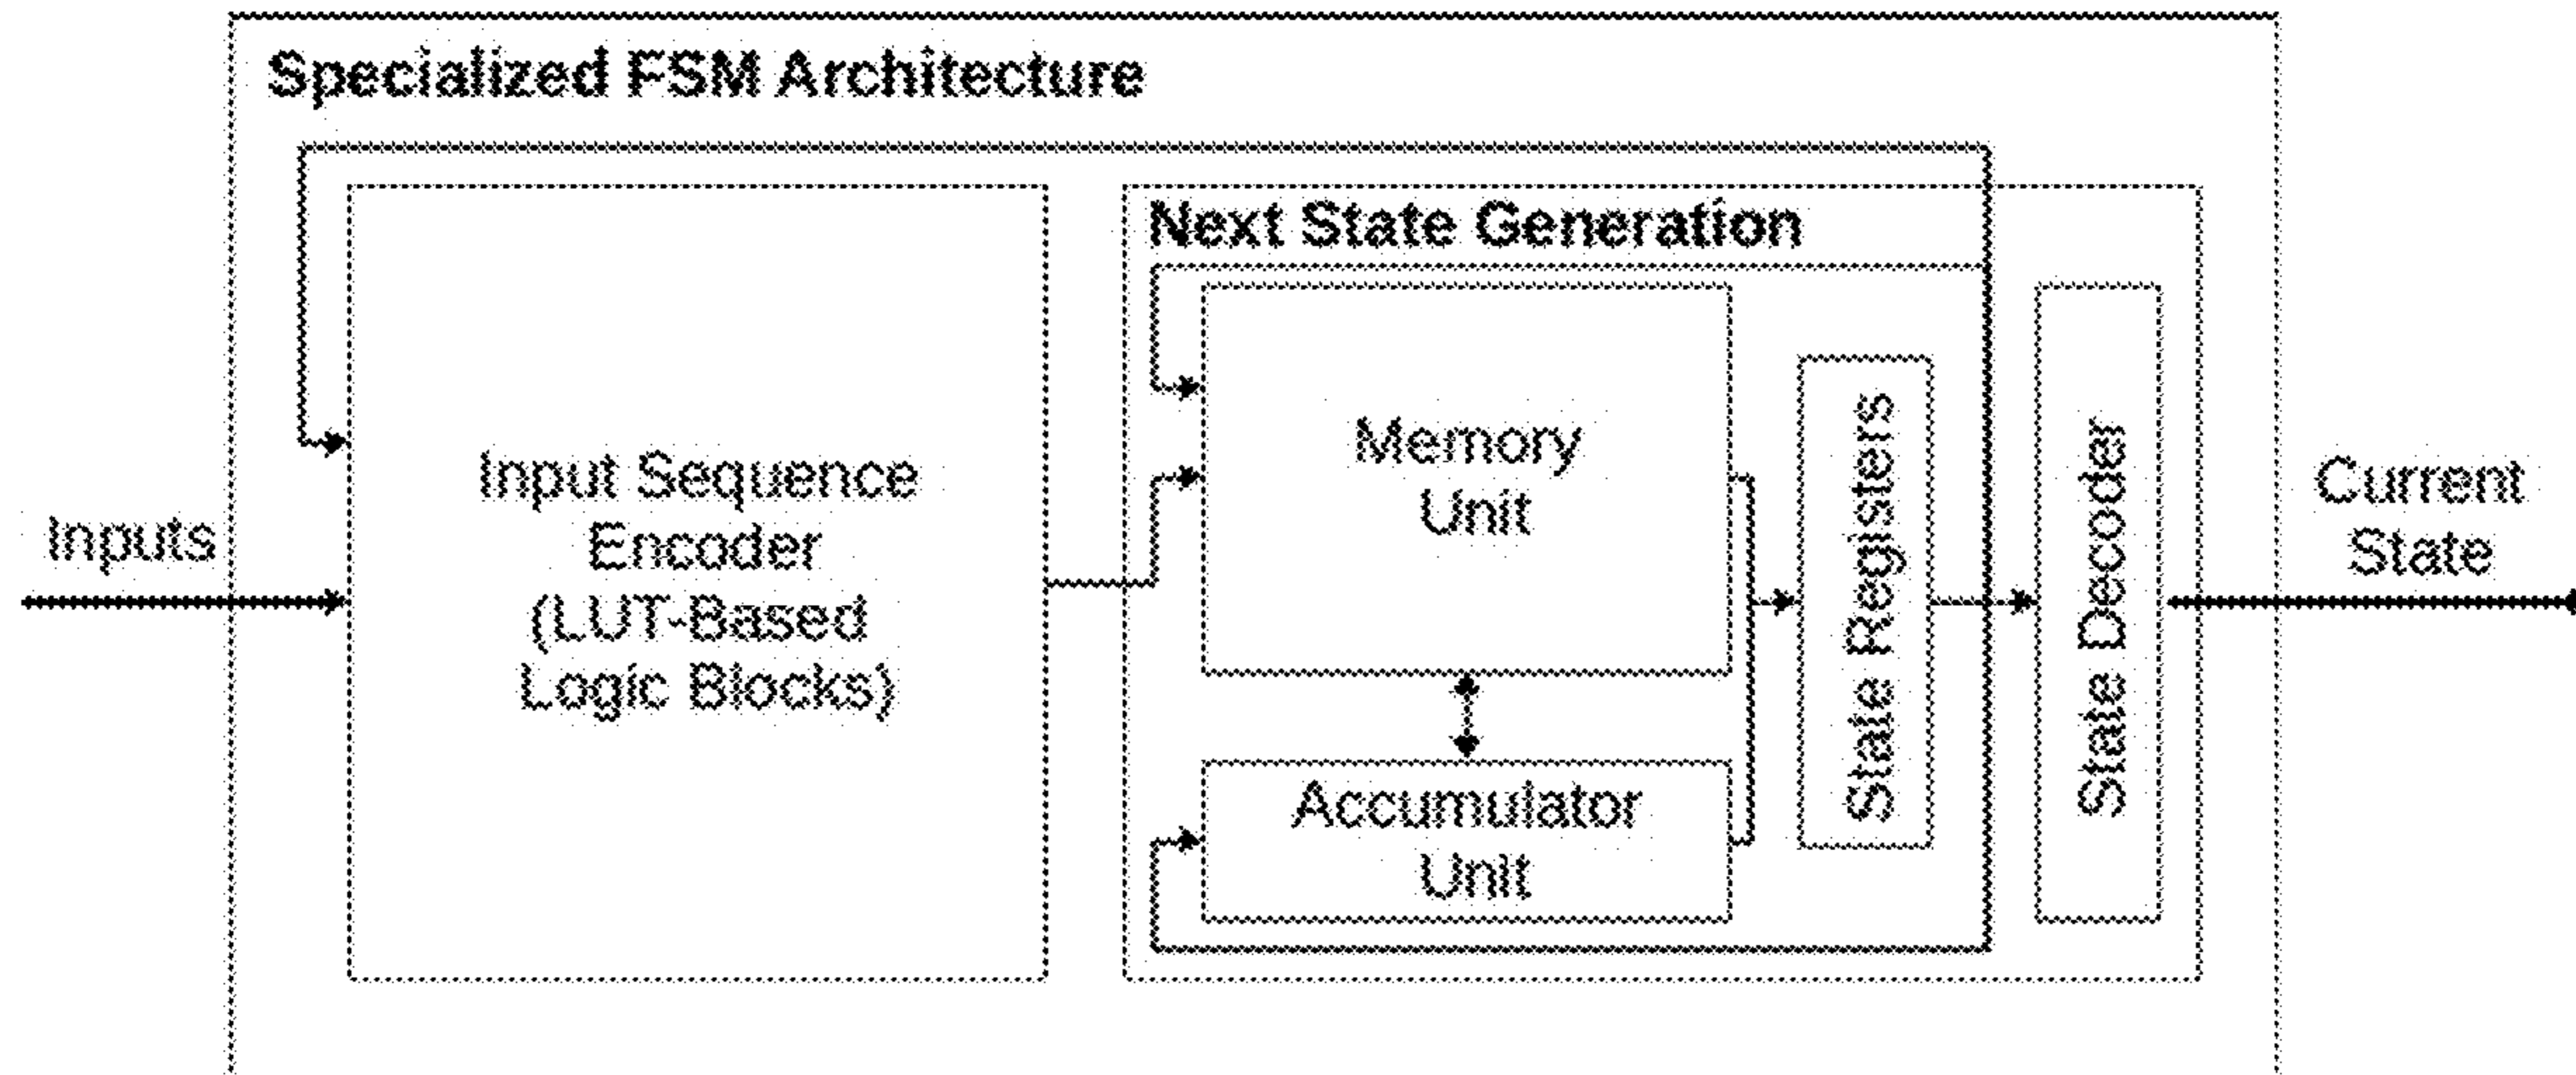 Specialized FSM Architecture
Next State Generation
Inputs
Input Sequence
Encoder
(LUT-Based
Logic Blocks)
Memory
Unit
Accumulator
Unit
State Registers
State Decoder
Current
State